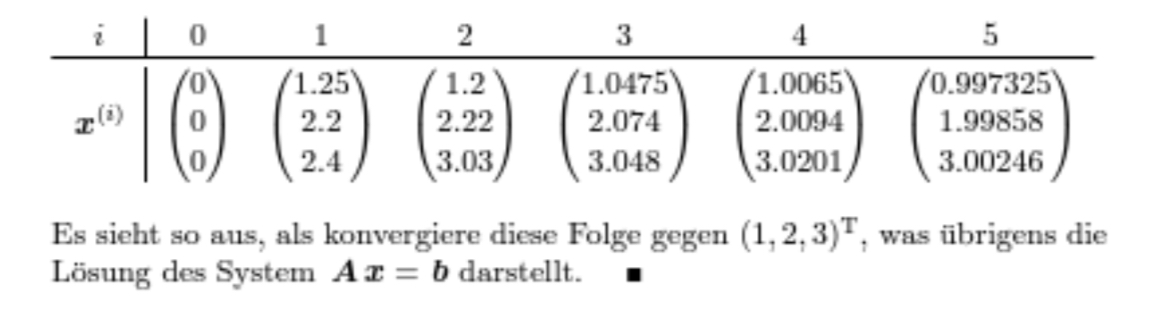 i 0 1 2 3 4 5
0 1.25 1.2 1.0475 1.0065 0.997325
x^(i) 0 2.2 2.22 2.074 2.0094 1.99858
0 2.4 3.03 3.048 3.0201 3.00246
Es sieht so aus, als konvergiere diese Folge gegen (1, 2, 3)^T, was übrigens die
Lösung des System A x = b darstellt. ■